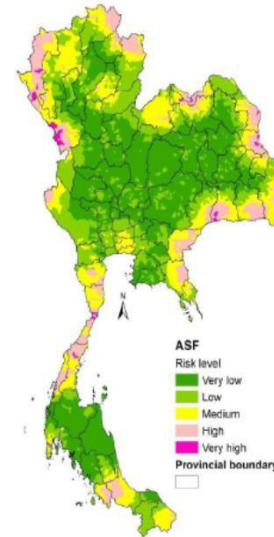 N
ASF
Risk level
Very low
Low
Medium
High
Very high
Provincial boundary